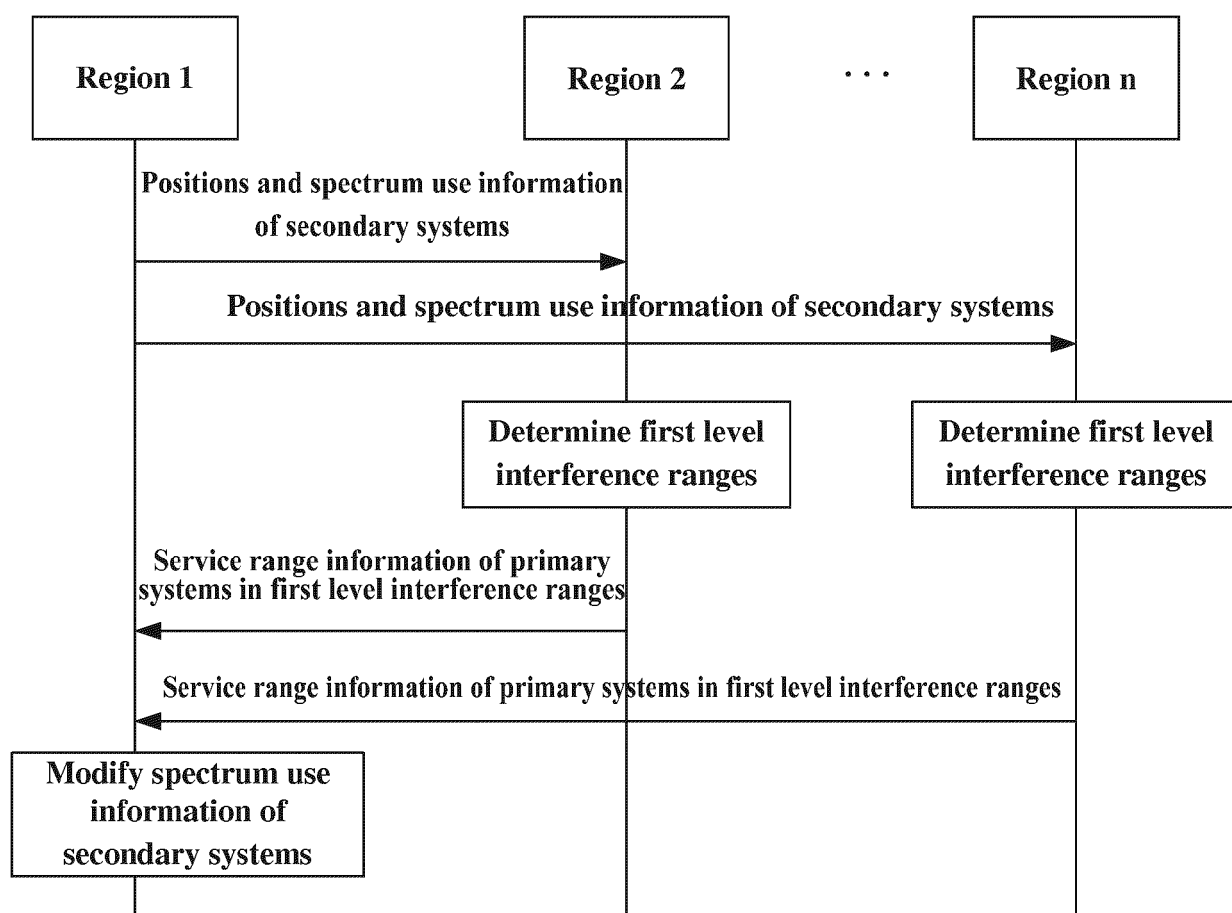 Region 1
Region 2
. . .
Region n
Positions and spectrum use information
of secondary systems
Positions and spectrum use information of secondary systems
Determine first level
interference ranges
Determine first level
interference ranges
Service range information of primary
systems in first level interference ranges
Service range information of primary systems in first level interference ranges
Modify spectrum use
information of
secondary systems